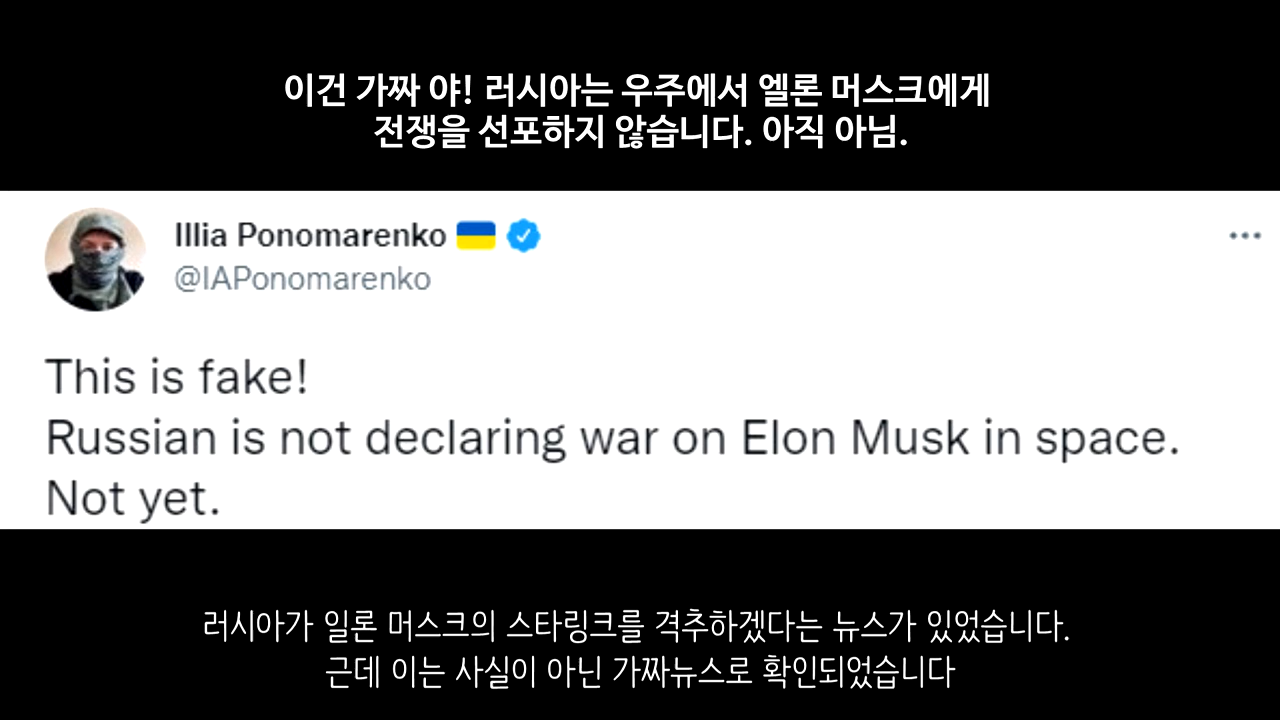 이건 가짜 야! 러시아는 우주에서 엘론 머스크에게
전쟁을 선포하지 않습니다. 아직 아님.
Illia Ponomarenko
@IAPonomarenko
This is fake!
Russian is not declaring war on Elon Musk in space.
Not yet.
러시아가 일론 머스크의 스타링크를 격추하겠다는 뉴스가 있었습니다.
근데 이는 사실이 아닌 가짜뉴스로 확인되었습니다